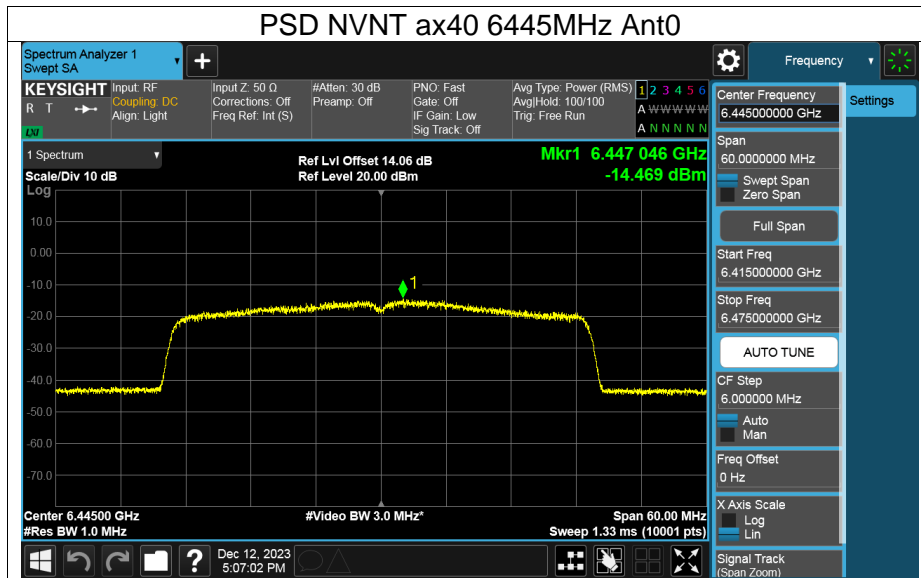 PSD NVNT ax40 6445MHz Ant0
Spectrum Analyzer 1
Swept SA
+
Frequency
KEYSIGHT
R T
LXI
Input: RF
Coupling: DC
Align: Light
Input Z: 50 Ω
Corrections: Off
Freq Ref: Int (S)
#Atten: 30 dB
Preamp: Off
PNO: Fast
Gate: Off
IF Gain: Low
Sig Track: Off
Avg Type: Power (RMS)
Avg|Hold: 100/100
Trig: Free Run
1 2 3 4 5 6
A W W W W W
A N N N N N
1 Spectrum
Scale/Div 10 dB
Log
Ref Lvl Offset 14.06 dB
Ref Level 20.00 dBm
Mkr1 6.447 046 GHz
-14.469 dBm
10.0
0.00
-10.0
-20.0
-30.0
-40.0
-50.0
-60.0
-70.0
1
Center 6.44500 GHz
#Res BW 1.0 MHz
#Video BW 3.0 MHz*
Span 60.00 MHz
Sweep 1.33 ms (10001 pts)
Center Frequency
6.445000000 GHz
Span
60.0000000 MHz
Swept Span
Zero Span
Full Span
Start Freq
6.415000000 GHz
Stop Freq
6.475000000 GHz
AUTO TUNE
CF Step
6.000000 MHz
Auto
Man
Freq Offset
0 Hz
X Axis Scale
Log
Lin
Signal Track
(Span Zoom)
Settings
?
Dec 12, 2023
5:07:02 PM